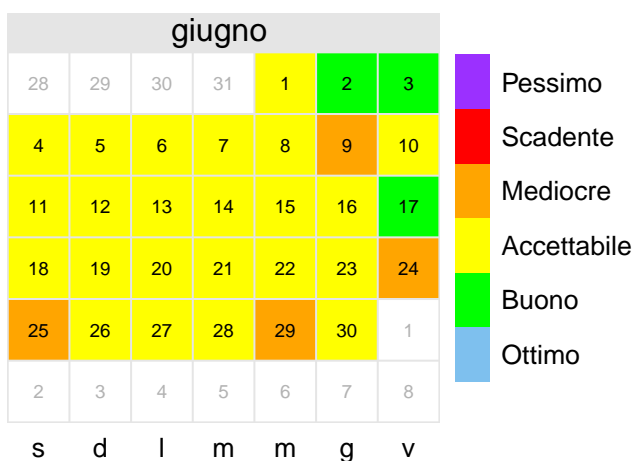 giugno
28 29 30 31 1 2 3
4 5 6 7 8 9 10
11 12 13 14 15 16 17
18 19 20 21 22 23 24
25 26 27 28 29 30 1
2 3 4 5 6 7 8
s d l m m g v
Pessimo
Scadente
Mediocre
Accettabile
Buono
Ottimo